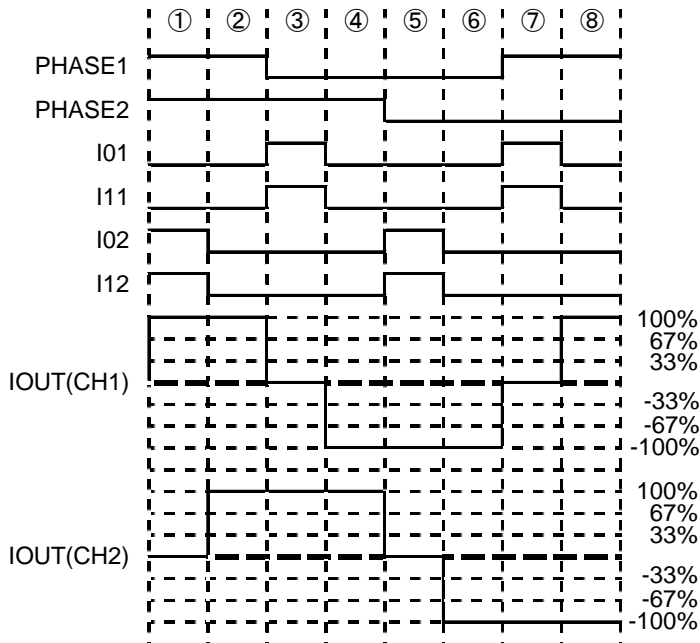 ① ② ③ ④ ⑤ ⑥ ⑦ ⑧
PHASE1
PHASE2
I01
I11
I02
I12
100%
67%
33%
IOUT(CH1)
-33%
-67%
-100%
100%
67%
33%
IOUT(CH2)
-33%
-67%
-100%